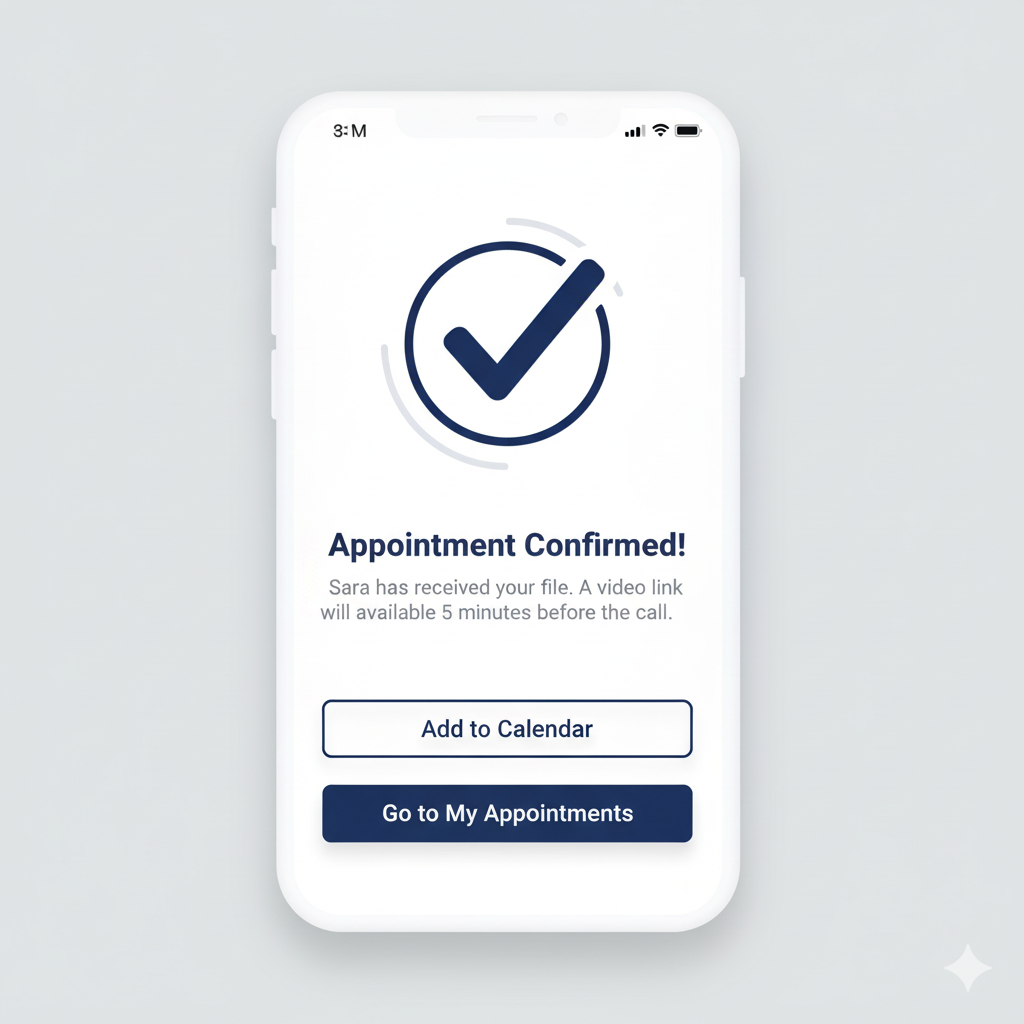 Appointment Confirmed!
Sara has received your file. A video link
will available 5 minutes before the call.
Add to Calendar
Go to My Appointments